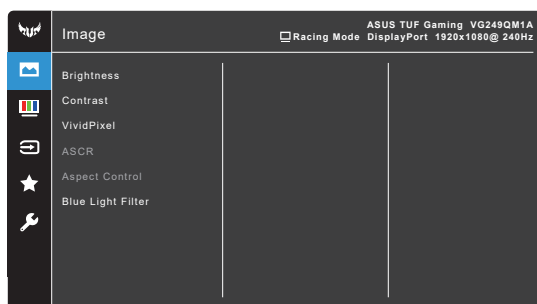 Image
ASUS TUF Gaming VG249QM1A
Racing Mode DisplayPort 1920x1080@ 240Hz
Brightness
Contrast
VividPixel
ASCR
Aspect Control
Blue Light Filter